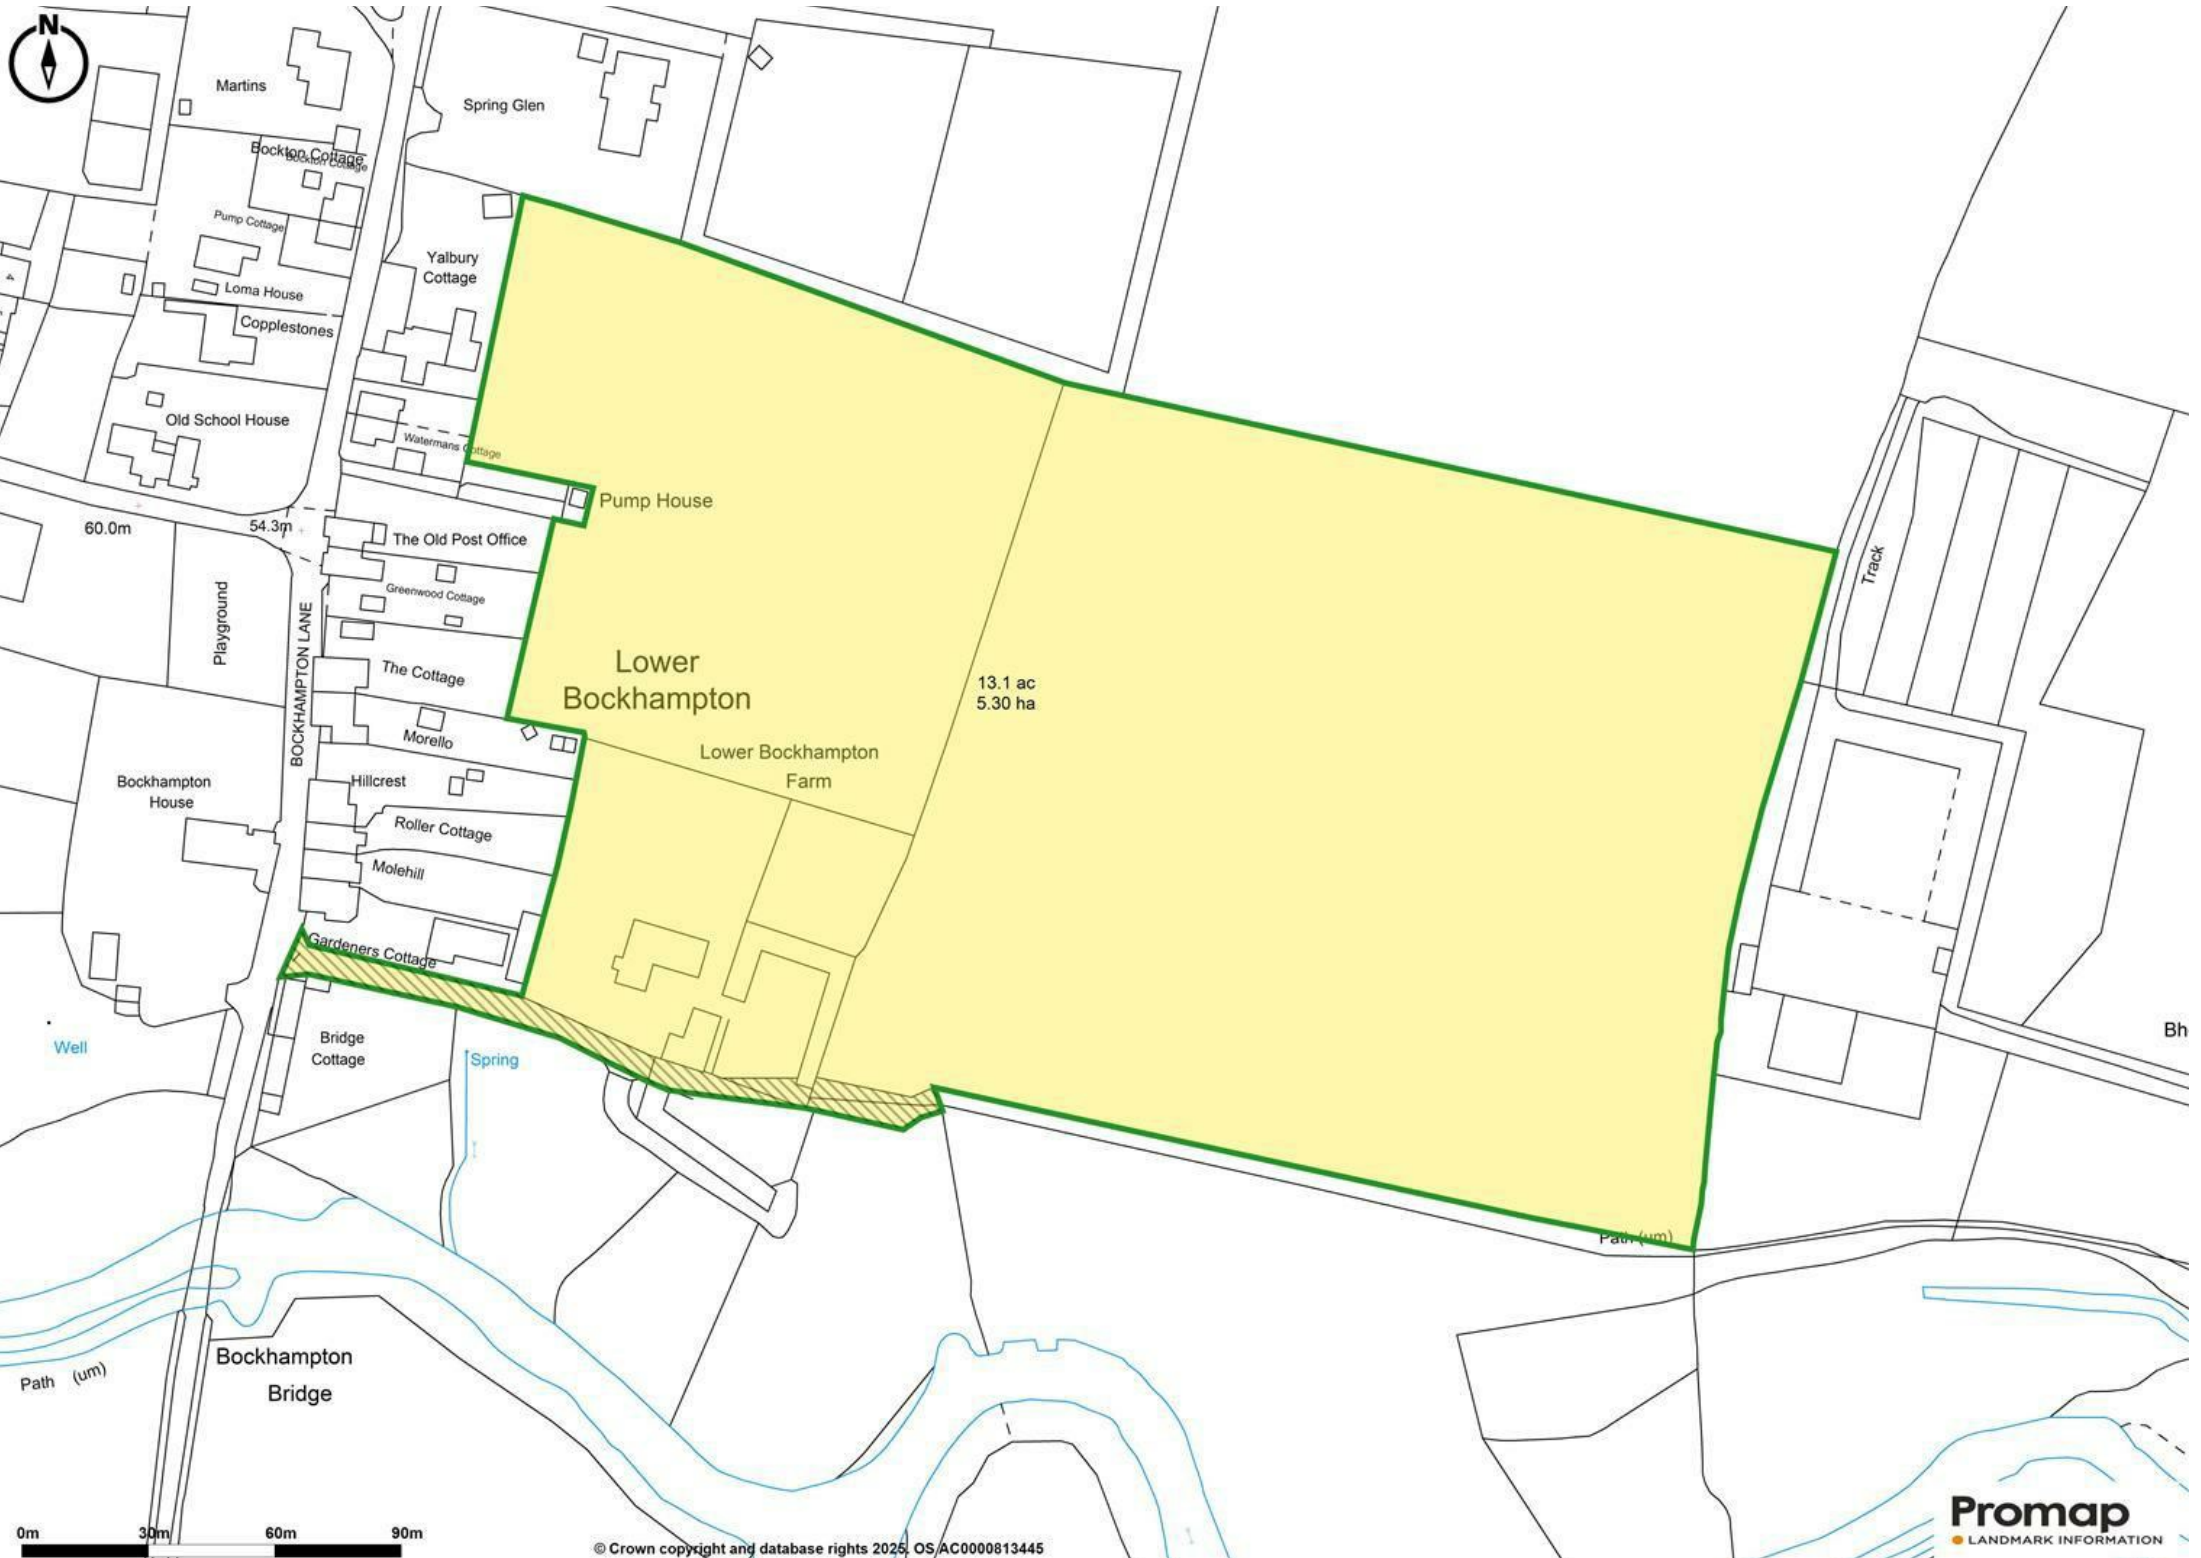 N
Martins
Spring Glen
Bockton Cottage
Bockton Cottage
Pump Cottage
Yalbury
Cottage
4
Loma House
Copplestones
Old School House
Watermans Cottage
Pump House
60.0m
54.3m
The Old Post Office
Greenwood Cottage
Playground
BOCKHAMPTON LANE
Track
Lower
Bockhampton
The Cottage
13.1 ac
5.30 ha
Morello
Lower Bockhampton
Farm
Hillcrest
Bockhampton
House
Roller Cottage
Molehill
Gardeners Cottage
Bridge
Cottage
Well
Spring
Bh
Path (um)
Bockhampton
Bridge
Path (um)
0m 30m 60m 90m
© Crown copyright and database rights 2025. OS AC0000813445
Promap
LANDMARK INFORMATION